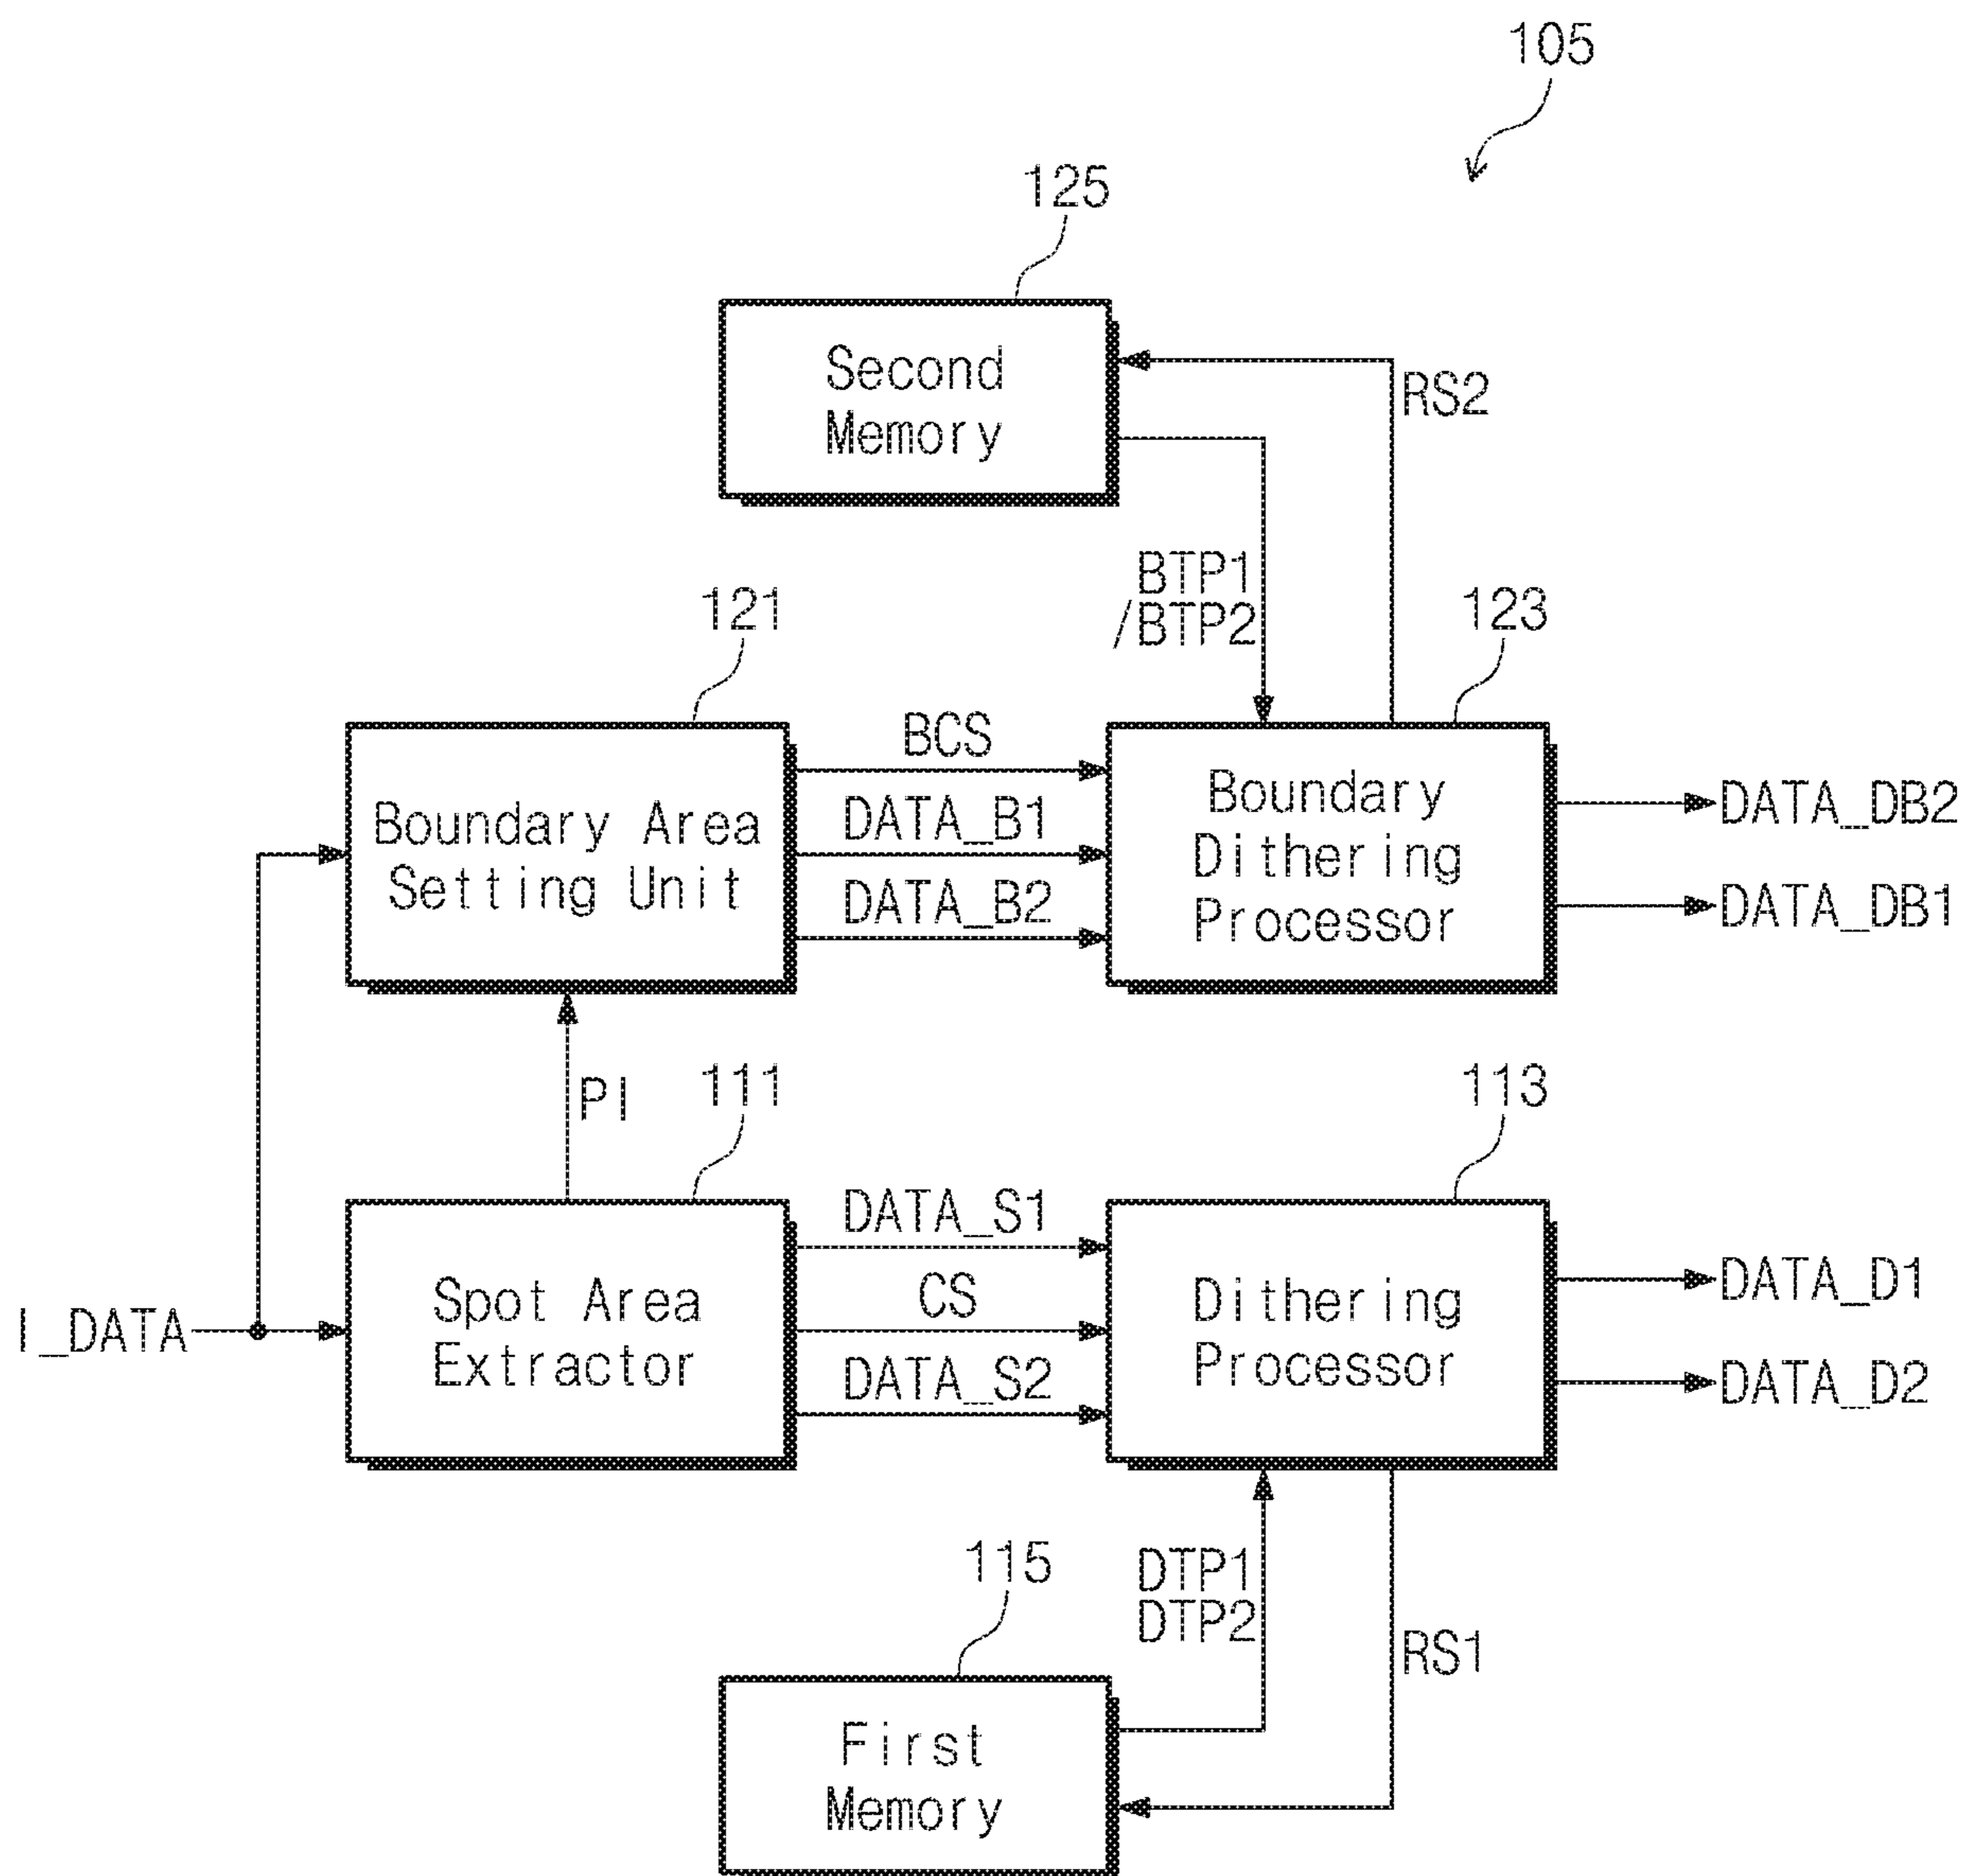 105
125
Second
Memory
RS2
BTP1
/BTP2
121
123
Boundary Area
Setting Unit
BCS
DATA_B1
DATA_B2
Boundary
Dithering
Processor
DATA_DB2
DATA_DB1
PI
111
113
I_DATA
Spot Area
Extractor
DATA_S1
CS
DATA_S2
Dithering
Processor
DATA_D1
DATA_D2
115
DTP1
DTP2
RS1
First
Memory